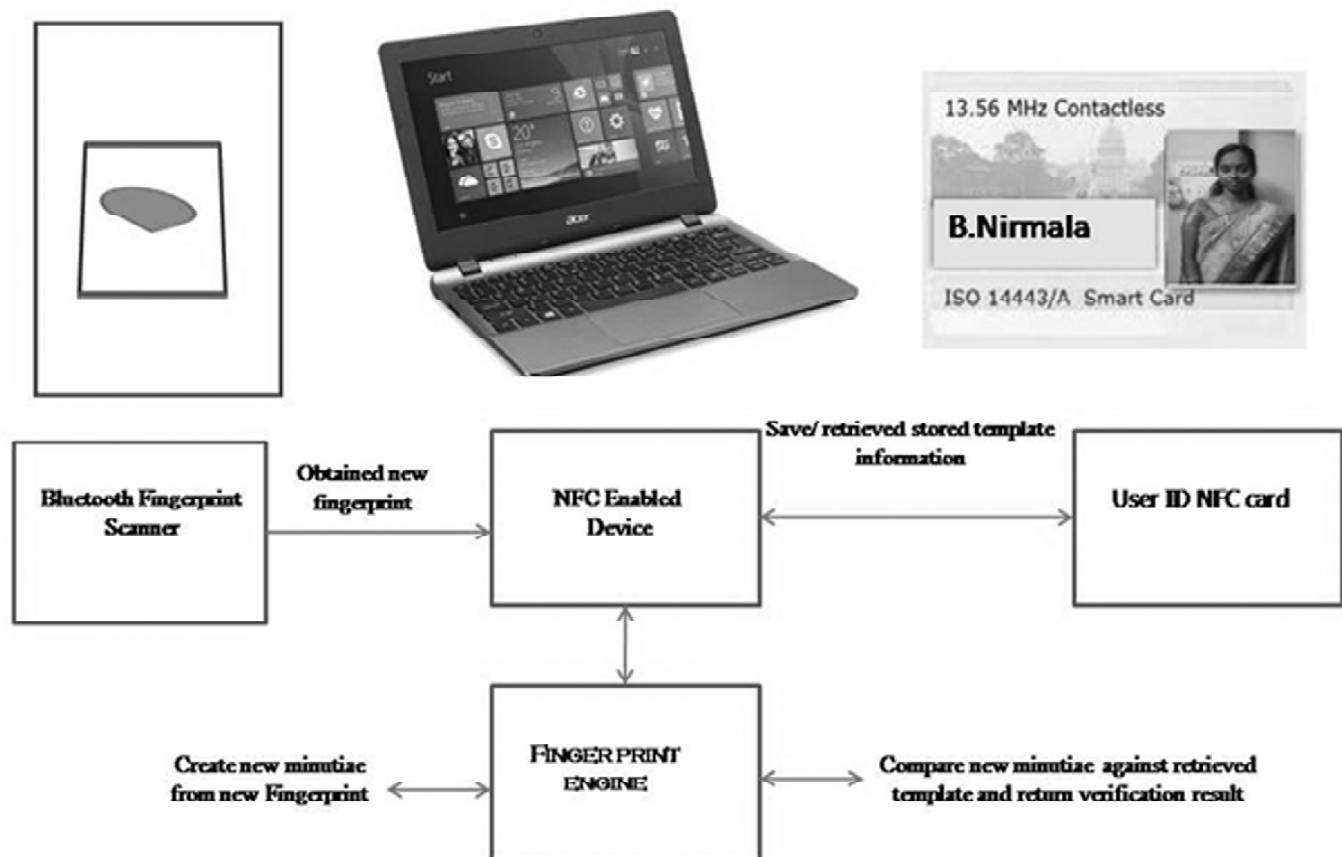 Start
20°
acer
13.56 MHz Contactless
B.Nirmala
ISO 14443/A Smart Card
Bluetooth Fingerprint
Scanner
Obtained new
fingerprint
NFC Enabled
Device
Save/ retrieved stored template
information
User ID NFC card
FINGER PRINT
ENGINE
Create new minutiae
from new Fingerprint
Compare new minutiae against retrieved
template and return verification result